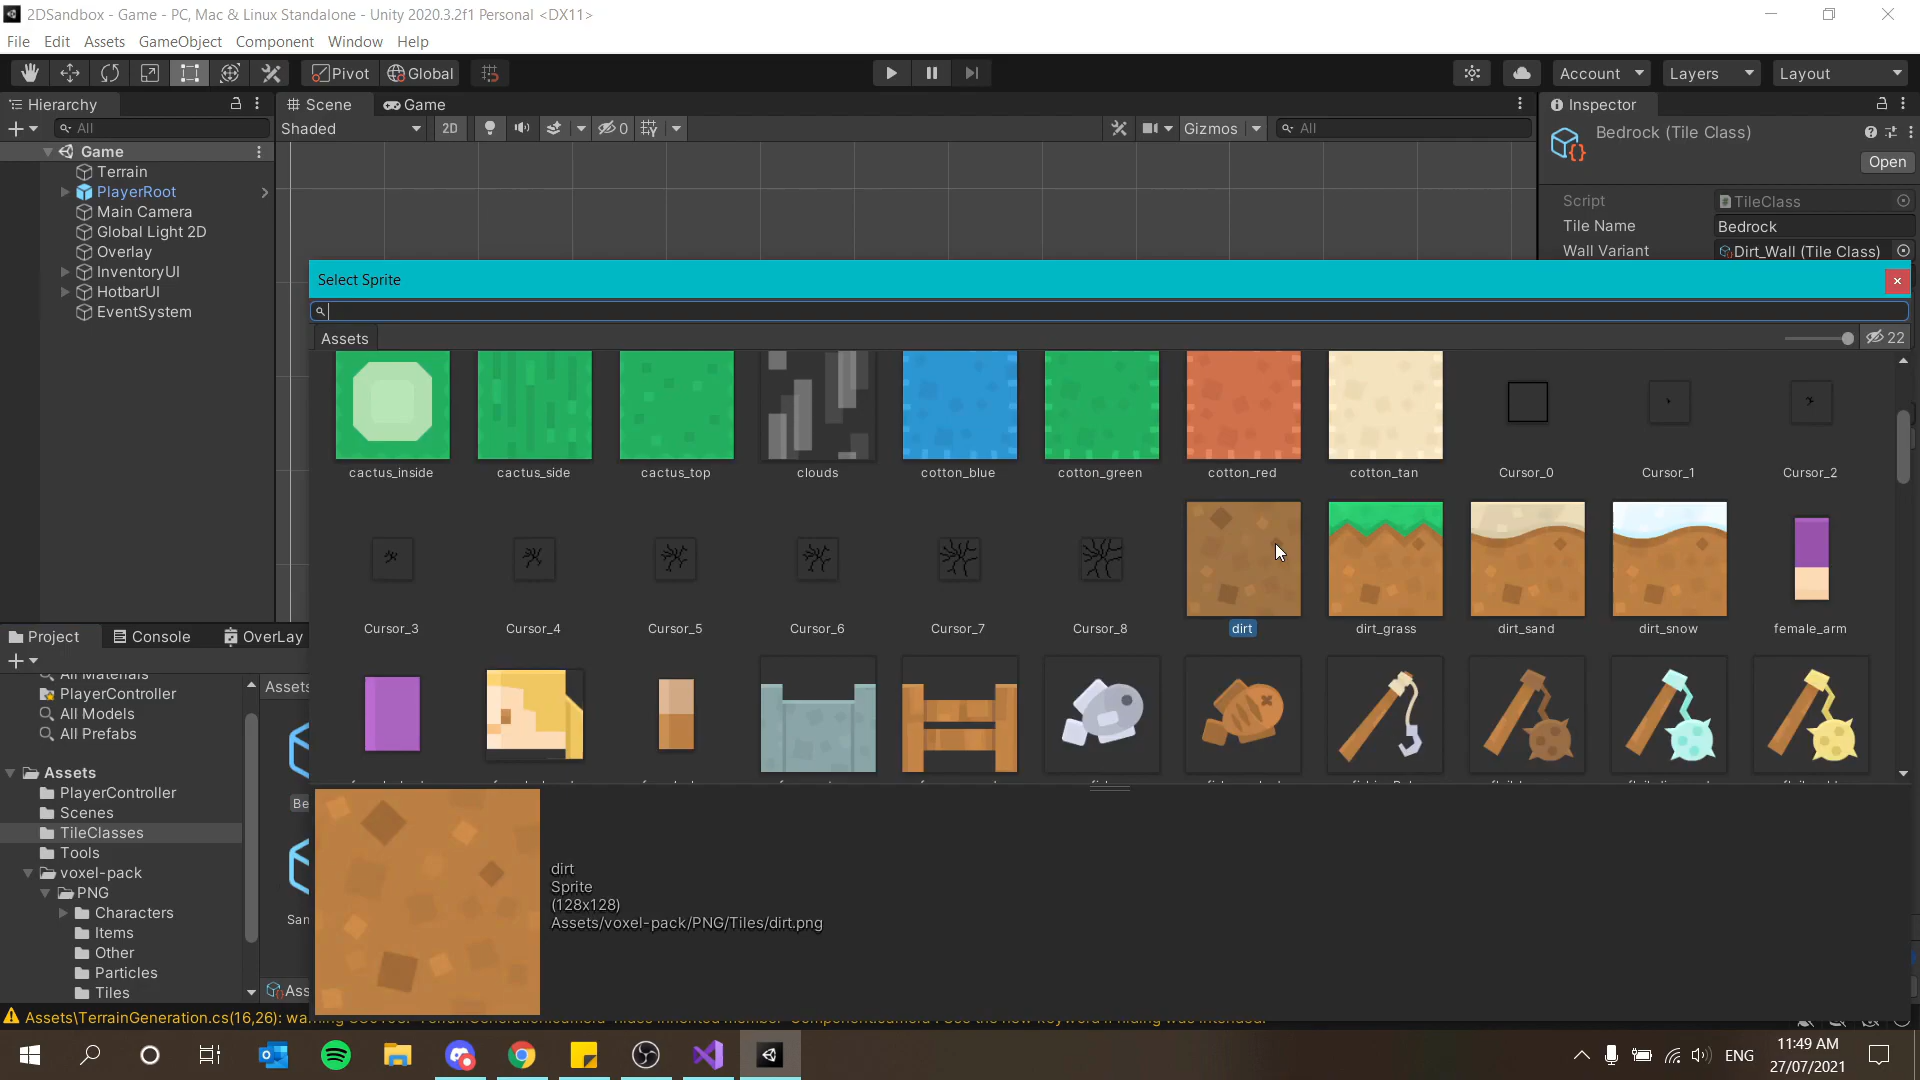 2DSandbox - Game - PC, Mac & Linux Standalone - Unity 2020.3.2f1 Personal <DX11>
File Edit Assets GameObject Component Window Help
Pivot Global Account Layers Layout
Hierarchy Scene Game Inspector
All Shaded 2D 0 Gizmos All
Bedrock (Tile Class)
Open
Game
Terrain
PlayerRoot
Main Camera
Global Light 2D
Overlay
InventoryUI
HotbarUI
EventSystem
Script TileClass
Tile Name Bedrock
Wall Variant Dirt_Wall (Tile Class)
Select Sprite
Assets 22
cactus_inside cactus_side cactus_top clouds cotton_blue cotton_green cotton_red cotton_tan Cursor_0 Cursor_1 Cursor_2
Cursor_3 Cursor_4 Cursor_5 Cursor_6 Cursor_7 Cursor_8 dirt dirt_grass dirt_sand dirt_snow female_arm
dirt
Sprite
(128x128)
Assets/voxel-pack/PNG/Tiles/dirt.png
Project Console OverLay
All Materials
PlayerController
All Models
All Prefabs
Assets
PlayerController
Scenes
TileClasses
Tools
voxel-pack
PNG
Characters
Items
Other
Particles
Tiles
Assets
Be
San
Ass
Assets\TerrainGeneration.cs(16,26):
ENG
11:49 AM
27/07/2021